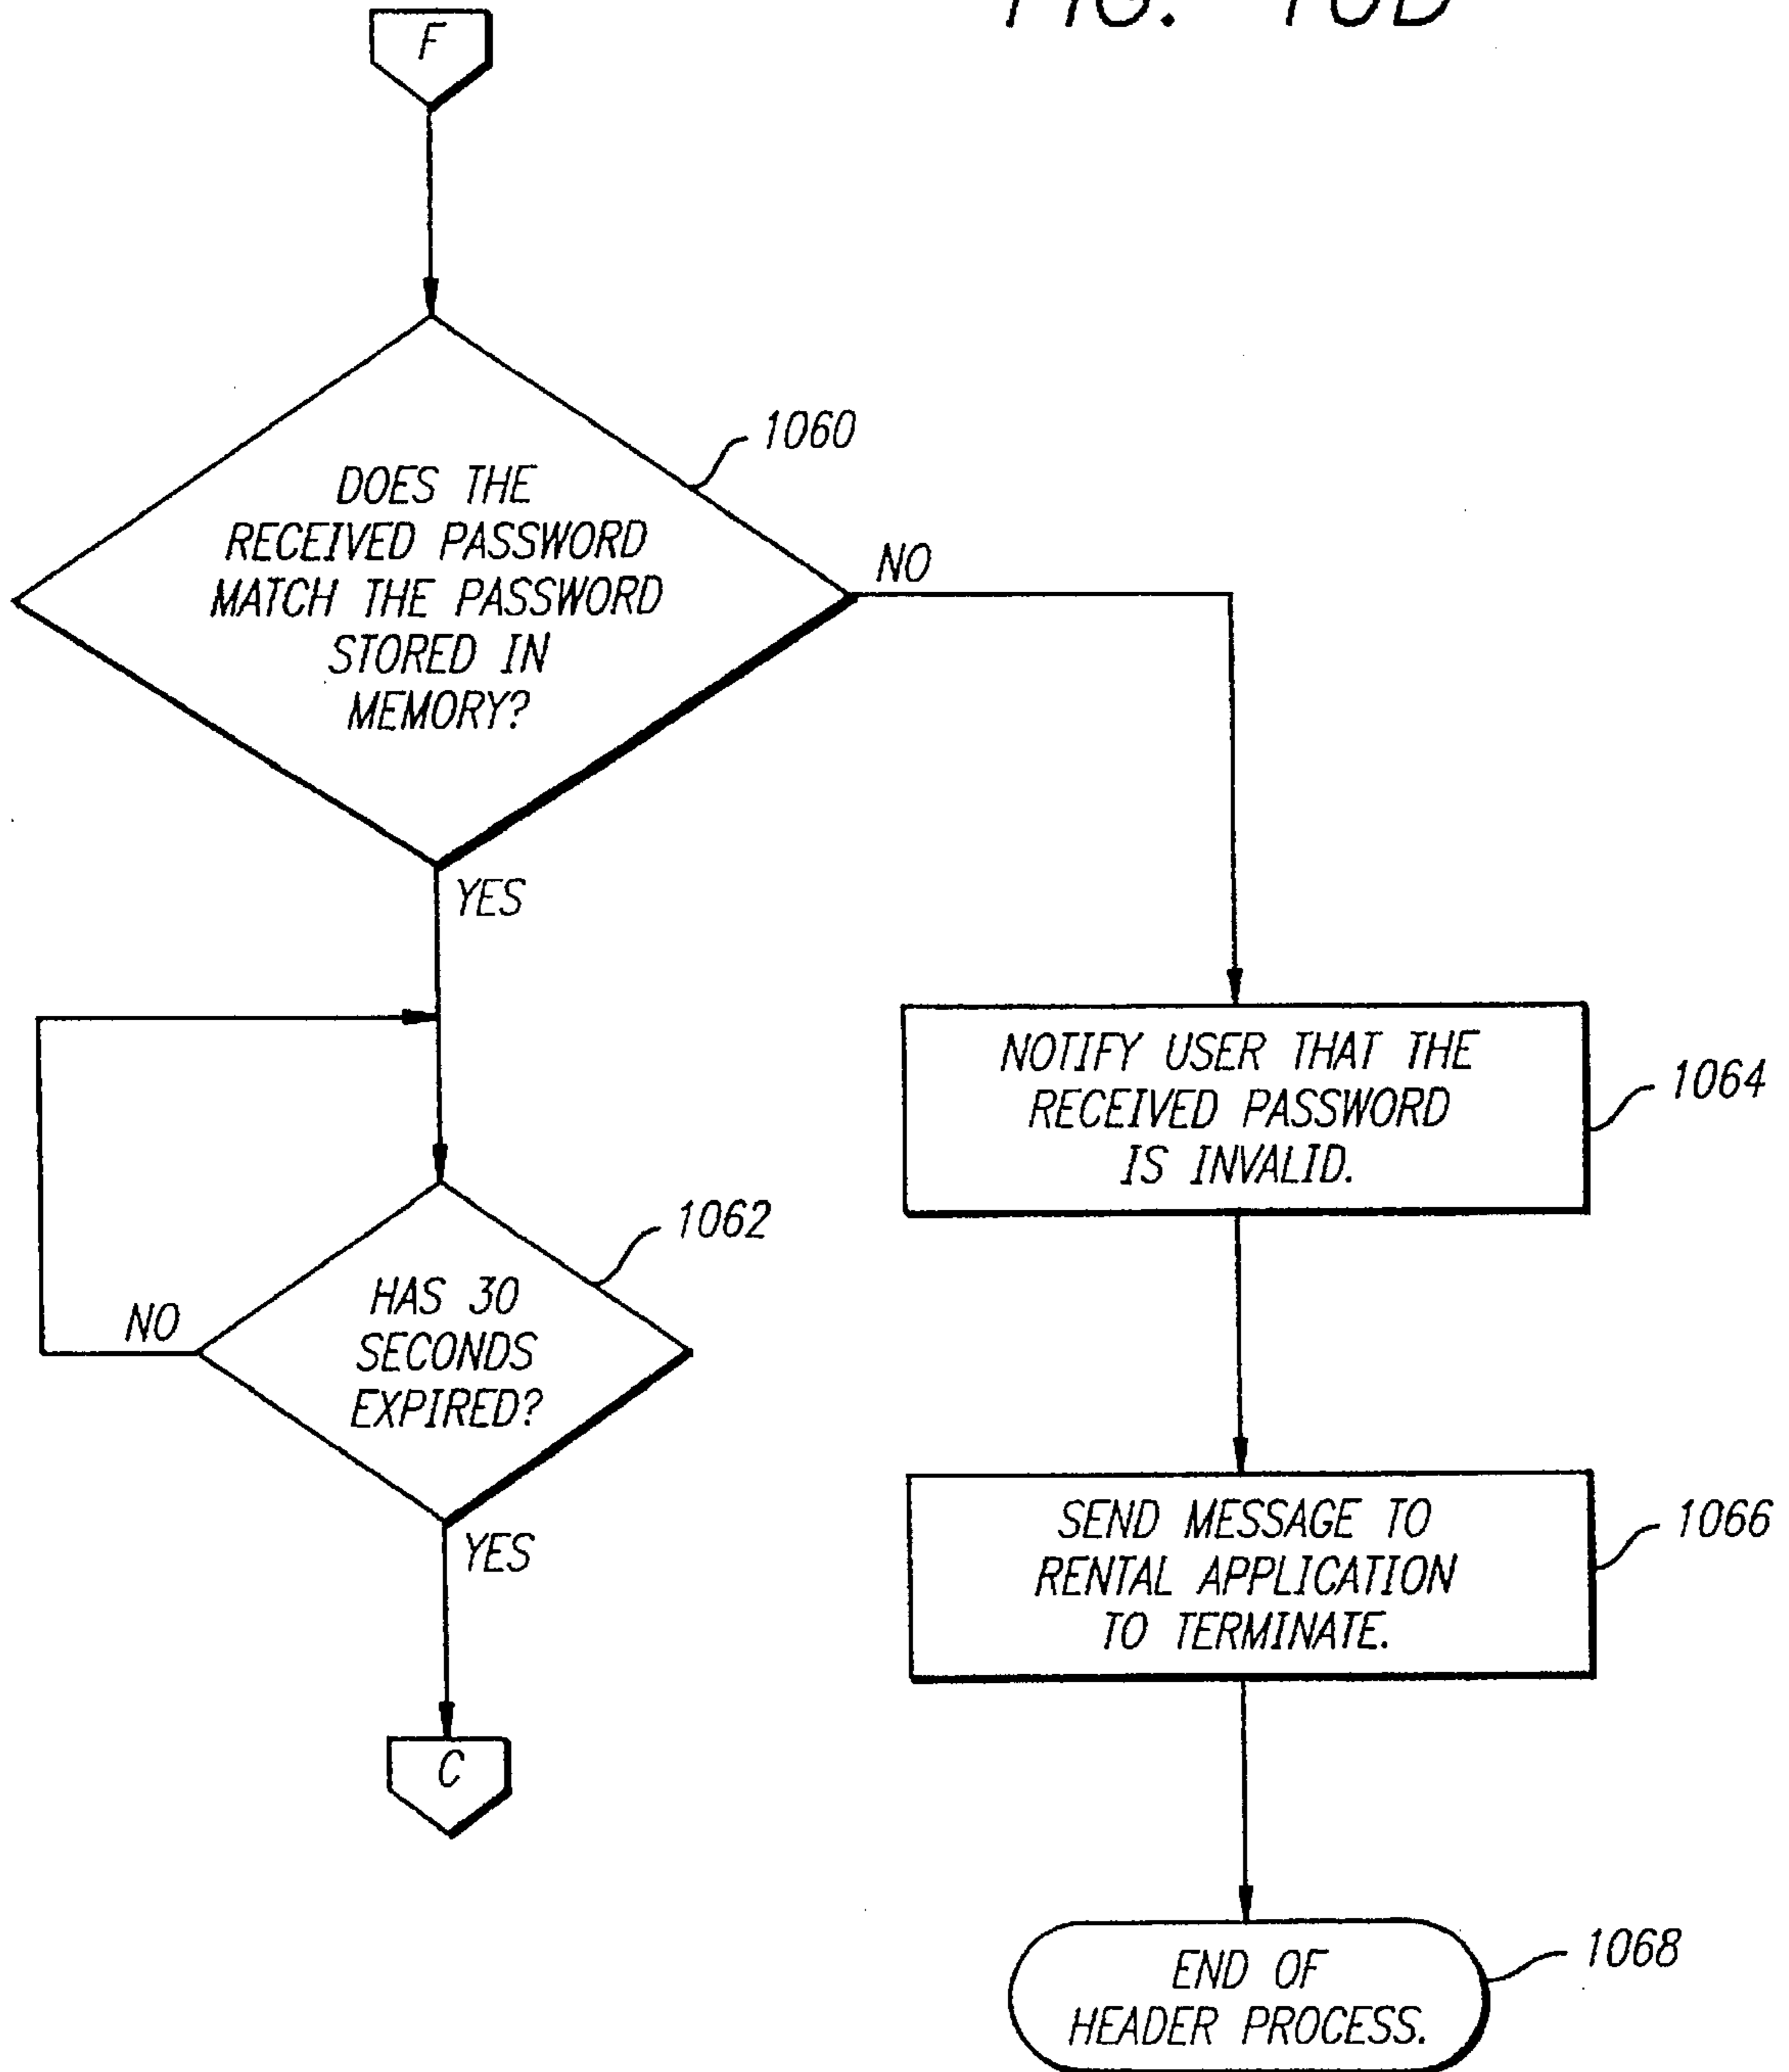 FIG. 10D
F
1060
DOES THE
RECEIVED PASSWORD
MATCH THE PASSWORD
STORED IN
MEMORY?
NO
YES
NOTIFY USER THAT THE
RECEIVED PASSWORD
IS INVALID.
1064
1062
HAS 30
SECONDS
EXPIRED?
NO
YES
SEND MESSAGE TO
RENTAL APPLICATION
TO TERMINATE.
1066
C
END OF
HEADER PROCESS.
1068